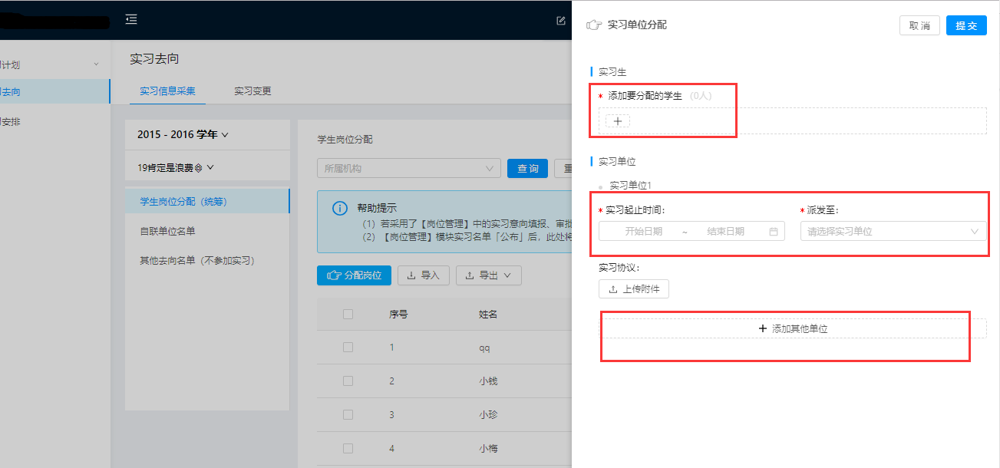 计划
去向
安排
实习去向
实习信息采集
实习变更
2015 - 2016 学年
19肯定是浪费
学生岗位分配（统筹）
自联单位名单
其他去向名单（不参加实习）
学生岗位分配
所属机构
查 询
重
帮助提示
（1）若采用了【岗位管理】中的实习意向填报、审批
（2）【岗位管理】模块实习名单「公布」后，此处将
分配岗位
导入
导出
序号
姓名
1
qq
2
小钱
3
小珍
4
小梅
实习单位分配
取 消
提 交
实习生
* 添加要分配的学生 （0人）
实习单位
实习单位1
* 实习起止时间:
开始日期 ~ 结束日期
* 派发至:
请选择实习单位
实习协议:
上传附件
添加其他单位